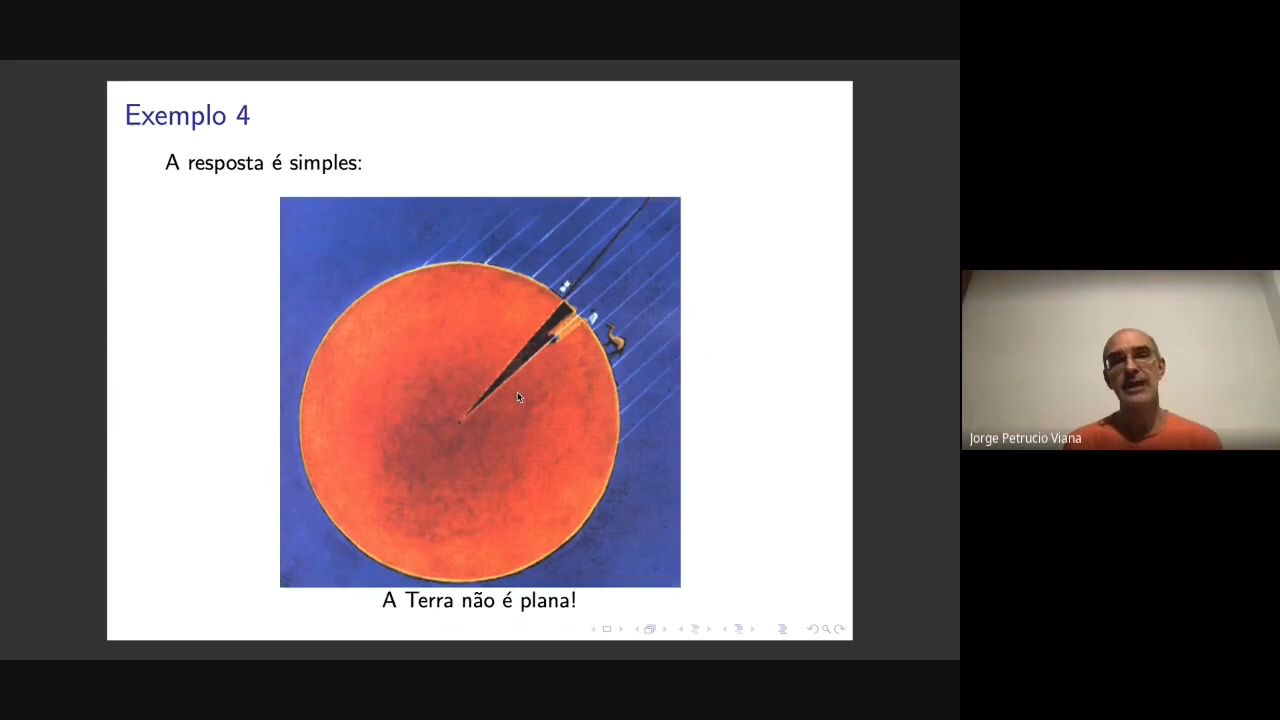 Exemplo 4
A resposta é simples:
A Terra não é plana!
Jorge Petrucio Viana